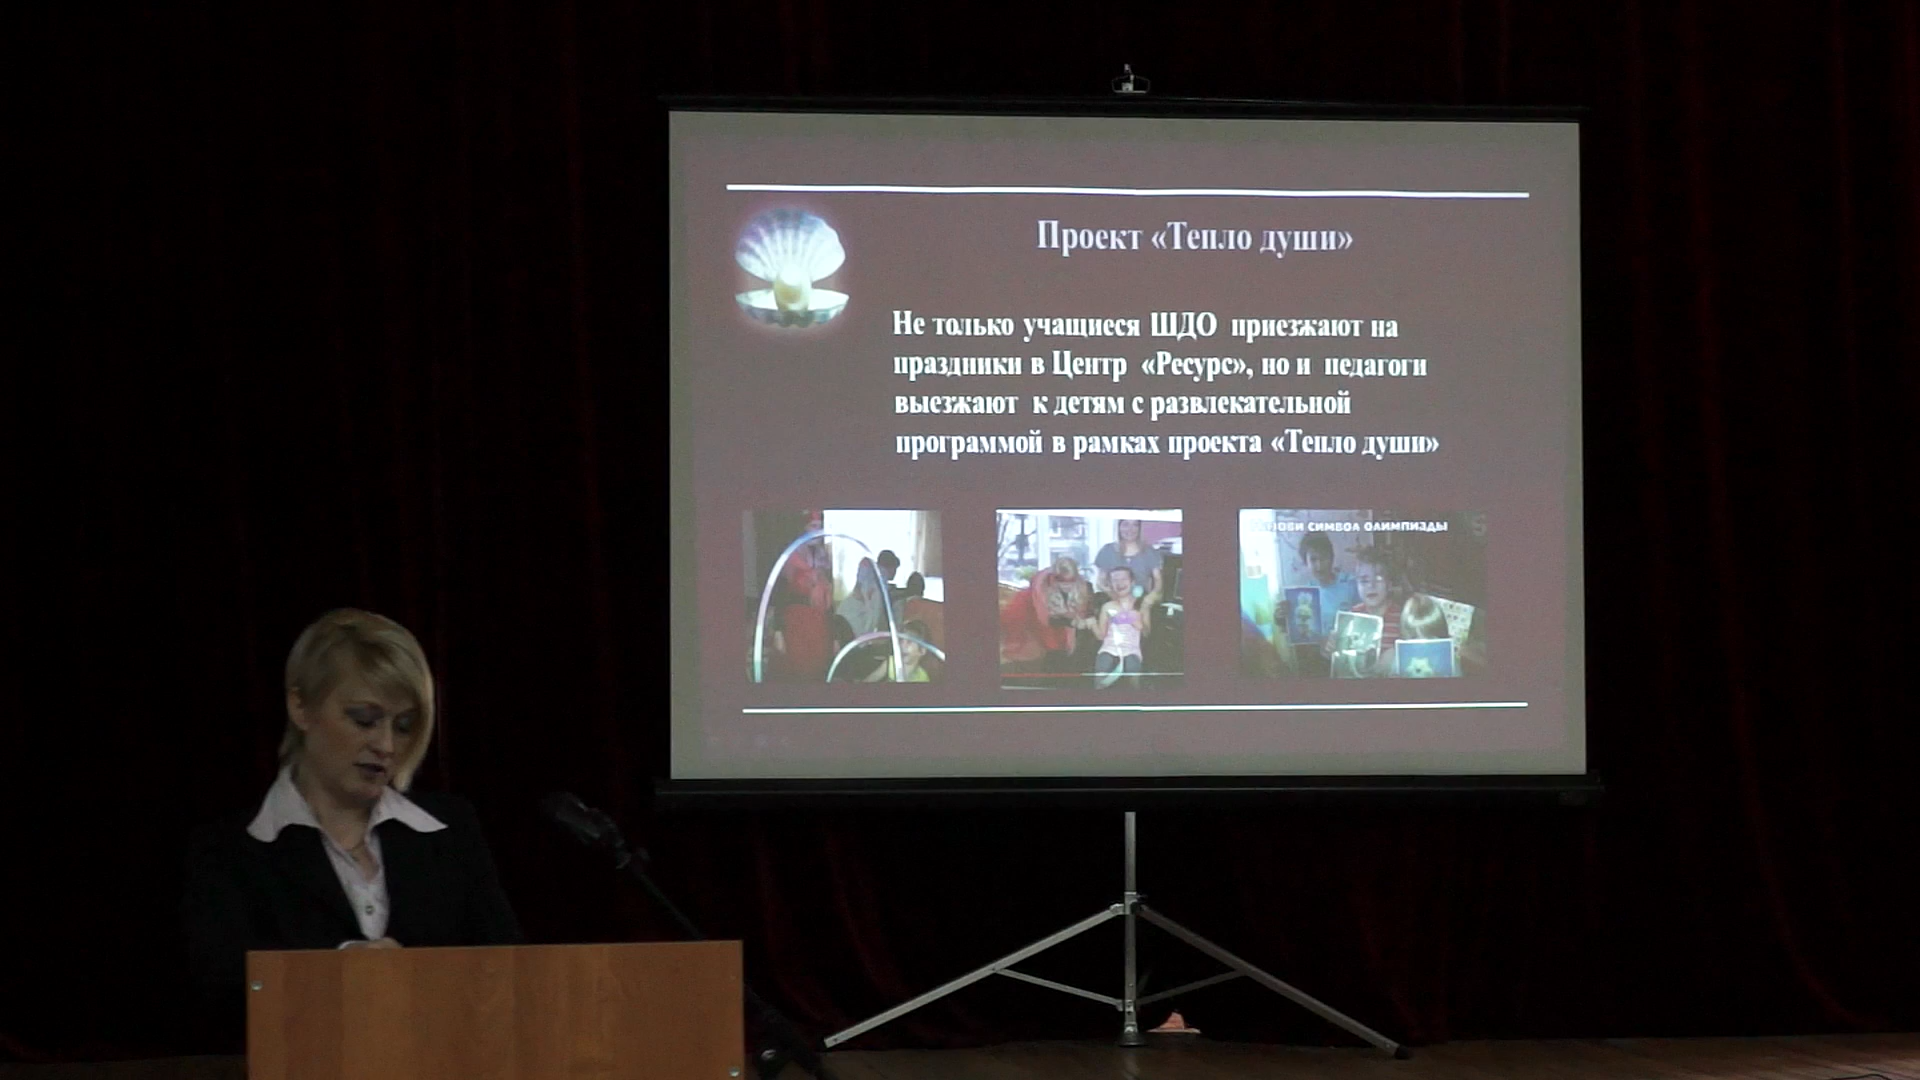 Проект «Тепло души»
Не только учащиеся ШДО приезжают на
праздники в Центр «Ресурс», но и педагоги
выезжают к детям с развлекательной
программой в рамках проекта «Тепло души»
СИМВОЛ ОЛИМПИАДЫ